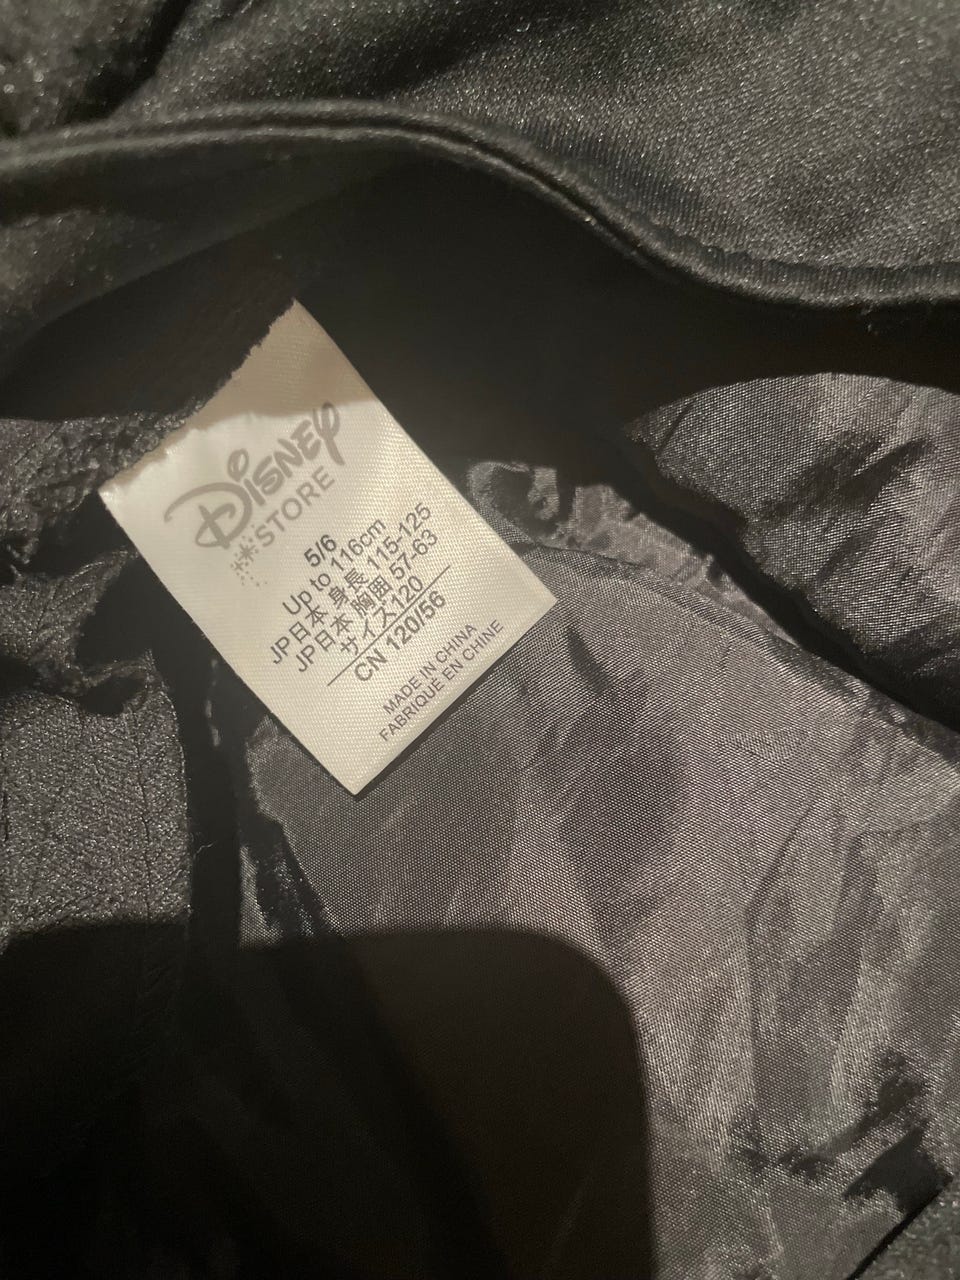 Disney
STORE
5/6
Up to 116cm
JP日本 身長 115-125
JP日本 胸囲 57-63
サイズ120
CN 120/56
MADE IN CHINA
FABRIQUÉ EN CHINE